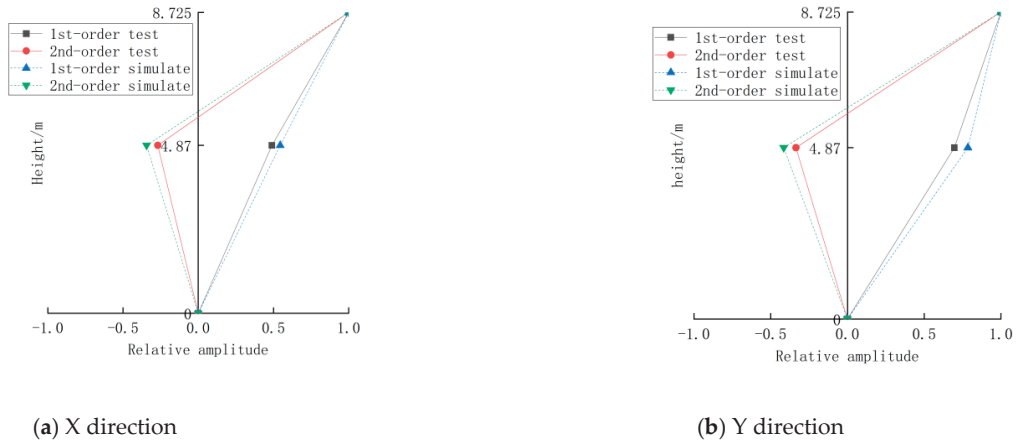 8.725
1st-order test
2nd-order test
1st-order simulate
2nd-order simulate
Height/m
4.87
0
-1.0 -0.5 0.0 0.5 1.0
Relative amplitude
(a) X direction
8.725
1st-order test
2nd-order test
1st-order simulate
2nd-order simulate
height/m
4.87
0
-1.0 -0.5 0.0 0.5 1.0
Relative amplitude
(b) Y direction